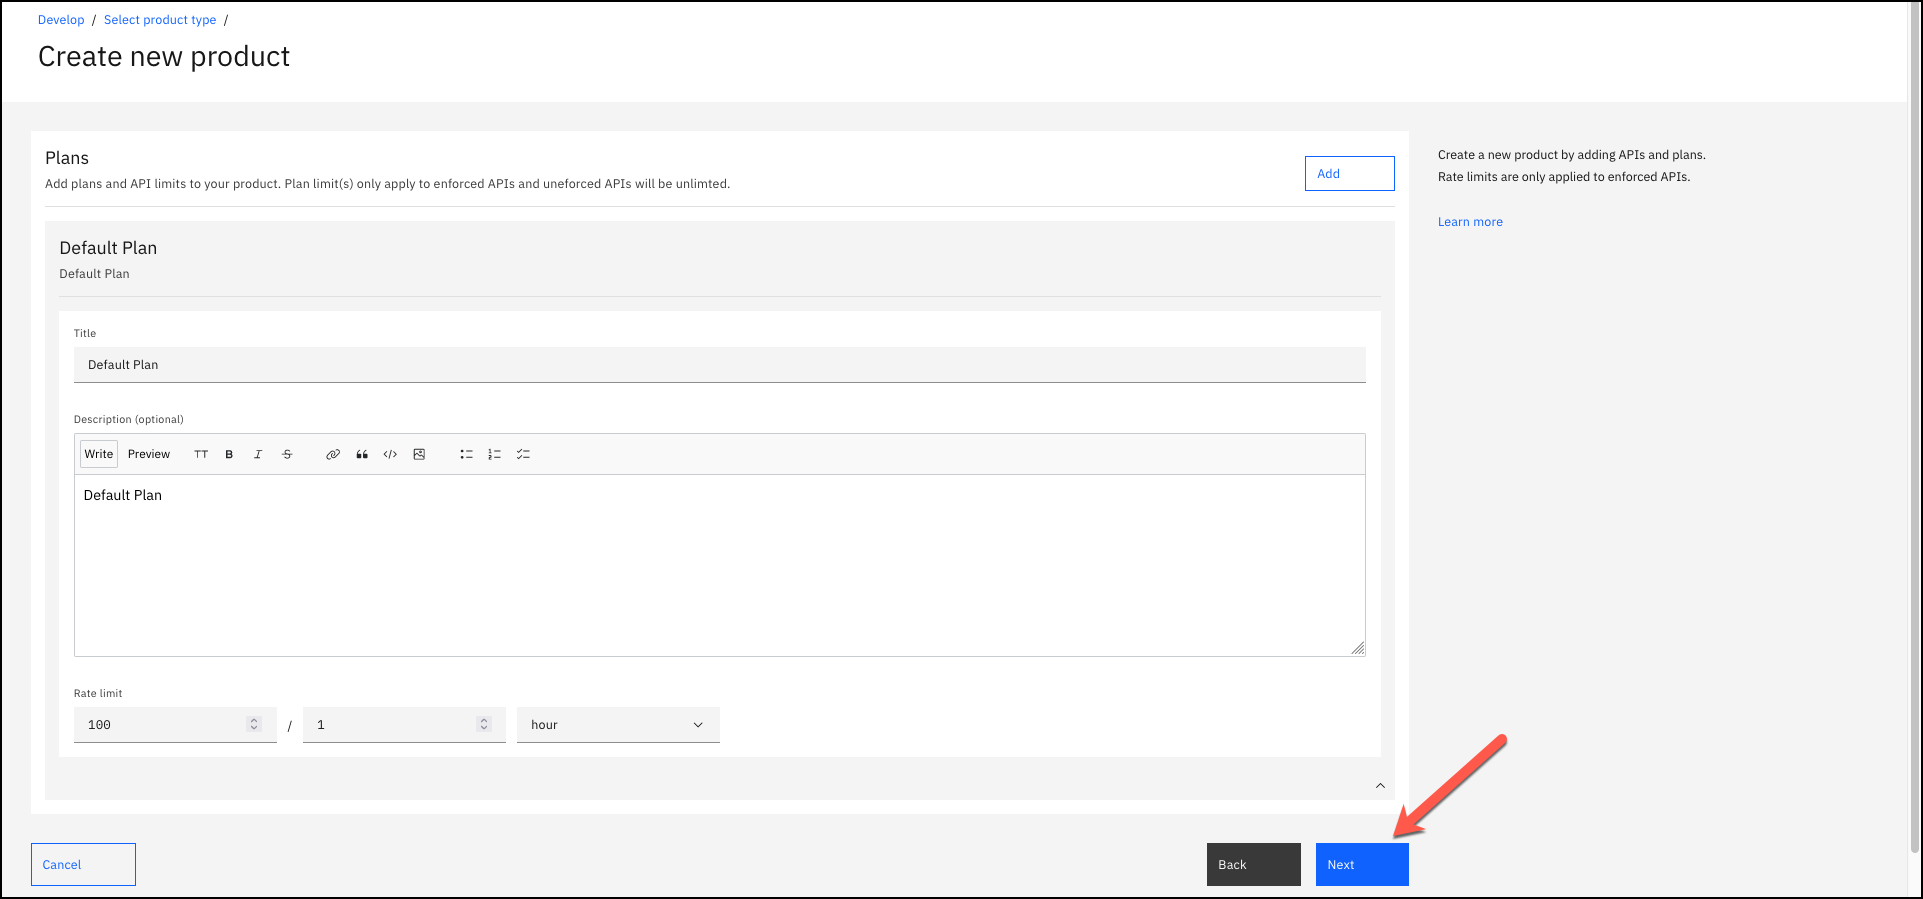 Develop / Select product type /
Create new product
Plans
Add plans and API limits to your product. Plan limit(s) only apply to enforced APIs and uneforced APIs will be unlimted.
Add
Create a new product by adding APIs and plans.
Rate limits are only applied to enforced APIs.
Learn more
Default Plan
Default Plan
Title
Default Plan
Description (optional)
Write Preview TT B I S
Default Plan
Rate limit
100 / 1 hour
Cancel
Back
Next